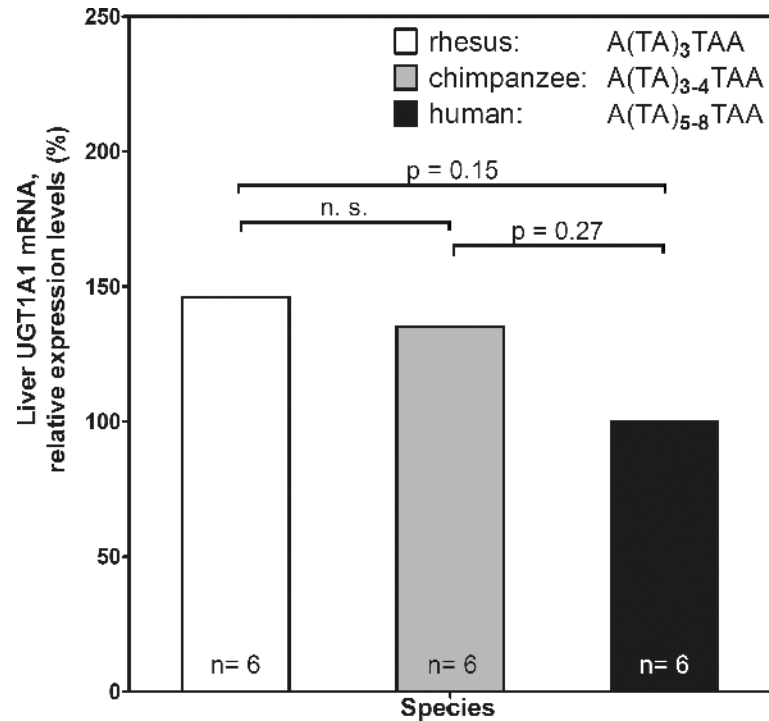 250
200
150
100
50
0
Liver UGT1A1 mRNA,
relative expression levels (%)
rhesus: A(TA)₃TAA
chimpanzee: A(TA)₃₋₄TAA
human: A(TA)₅₋₈TAA
p = 0.15
n. s.
p = 0.27
n= 6
n= 6
n= 6
Species